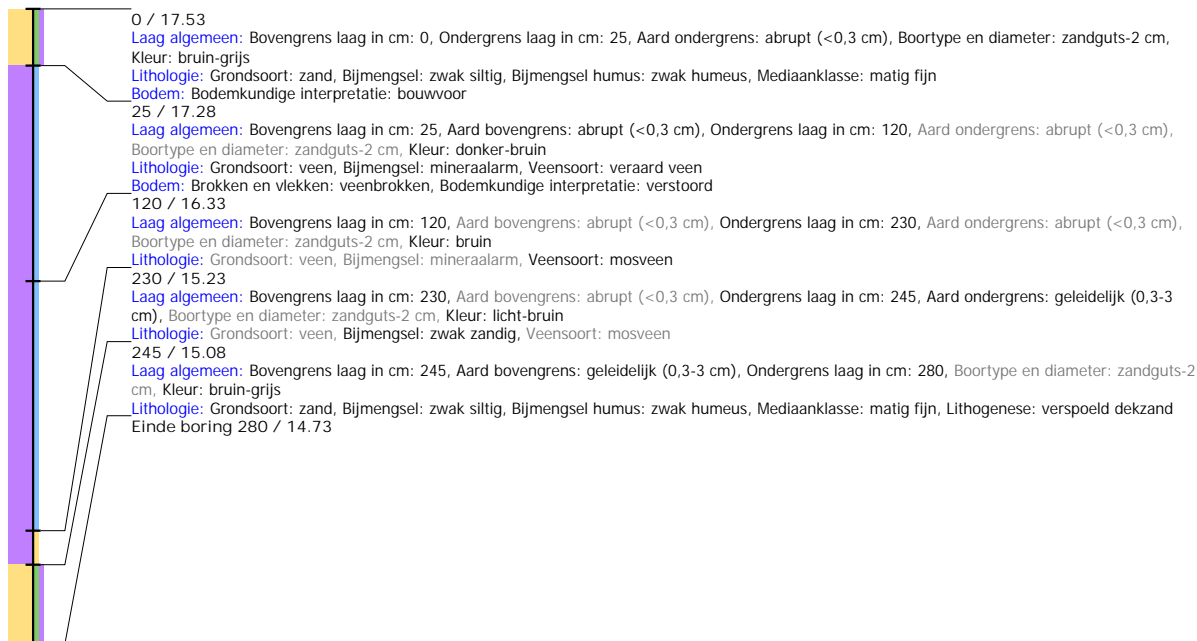 0 / 17.53
Laag algemeen: Bovengrens laag in cm: 0, Ondergrens laag in cm: 25, Aard ondergrens: abrupt (<0,3 cm), Boortype en diameter: zandguts-2 cm,
Kleur: bruin-grijs
Lithologie: Grondsoort: zand, Bijmengsel: zwak siltig, Bijmengsel humus: zwak humeus, Mediaanklasse: matig fijn
Bodem: Bodemkundige interpretatie: bouwvoor
25 / 17.28
Laag algemeen: Bovengrens laag in cm: 25, Aard bovengrens: abrupt (<0,3 cm), Ondergrens laag in cm: 120, Aard ondergrens: abrupt (<0,3 cm),
Boortype en diameter: zandguts-2 cm, Kleur: donker-bruin
Lithologie: Grondsoort: veen, Bijmengsel: mineraalarm, Veensoort: veraard veen
Bodem: Brokken en vlekken: veenbrokken, Bodemkundige interpretatie: verstoord
120 / 16.33
Laag algemeen: Bovengrens laag in cm: 120, Aard bovengrens: abrupt (<0,3 cm), Ondergrens laag in cm: 230, Aard ondergrens: abrupt (<0,3 cm),
Boortype en diameter: zandguts-2 cm, Kleur: bruin
Lithologie: Grondsoort: veen, Bijmengsel: mineraalarm, Veensoort: mosveen
230 / 15.23
Laag algemeen: Bovengrens laag in cm: 230, Aard bovengrens: abrupt (<0,3 cm), Ondergrens laag in cm: 245, Aard ondergrens: geleidelijk (0,3-3
cm), Boortype en diameter: zandguts-2 cm, Kleur: licht-bruin
Lithologie: Grondsoort: veen, Bijmengsel: zwak zandig, Veensoort: mosveen
245 / 15.08
Laag algemeen: Bovengrens laag in cm: 245, Aard bovengrens: geleidelijk (0,3-3 cm), Ondergrens laag in cm: 280, Boortype en diameter: zandguts-2
cm, Kleur: bruin-grijs
Lithologie: Grondsoort: zand, Bijmengsel: zwak siltig, Bijmengsel humus: zwak humeus, Mediaanklasse: matig fijn, Lithogenese: verspoeld dekzand
Einde boring 280 / 14.73